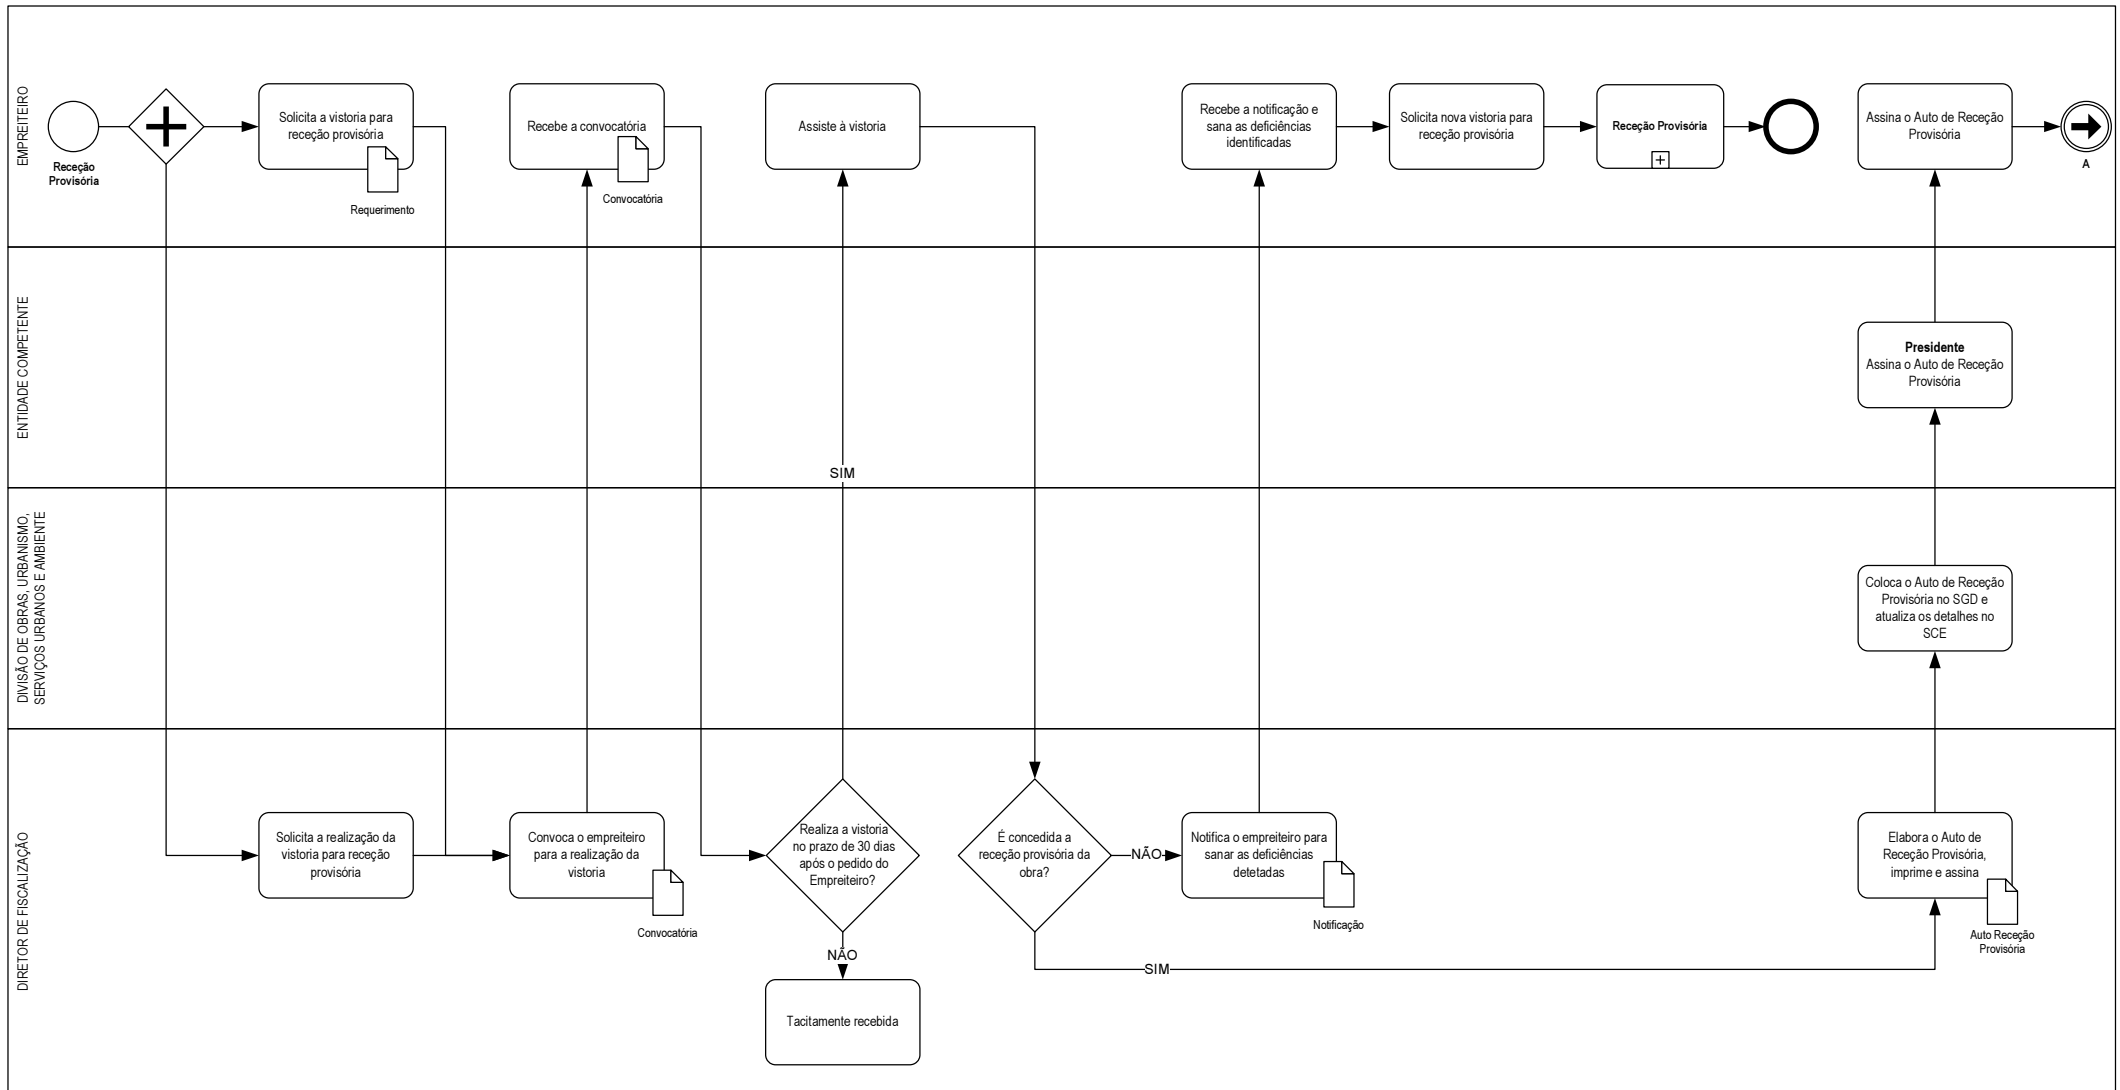 EMPREITEIRO
Receção
Provisória
Solicita a vistoria para
receção provisória
Requerimento
Recebe a convocatória
Convocatória
Assiste à vistoria
Recebe a notificação e
sana as deficiências
identificadas
Solicita nova vistoria para
receção provisória
Receção Provisória
Assina o Auto de Receção
Provisória
A
ENTIDADE COMPETENTE
Presidente
Assina o Auto de Receção
Provisória
SIM
DIVISÃO DE OBRAS, URBANISMO,
SERVIÇOS URBANOS E AMBIENTE
Coloca o Auto de Receção
Provisória no SGD e
atualiza os detalhes no
SCE
DIRETOR DE FISCALIZAÇÃO
Solicita a realização da
vistoria para receção
provisória
Convoca o empreiteiro
para a realização da
vistoria
Convocatória
Realiza a vistoria
no prazo de 30 dias
após o pedido do
Empreiteiro?
NÃO
Tacitamente recebida
É concedida a
receção provisória da
obra?
NÃO
Notifica o empreiteiro para
sanar as deficiências
detetadas
Notificação
SIM
Elabora o Auto de
Receção Provisória,
imprime e assina
Auto Receção
Provisória